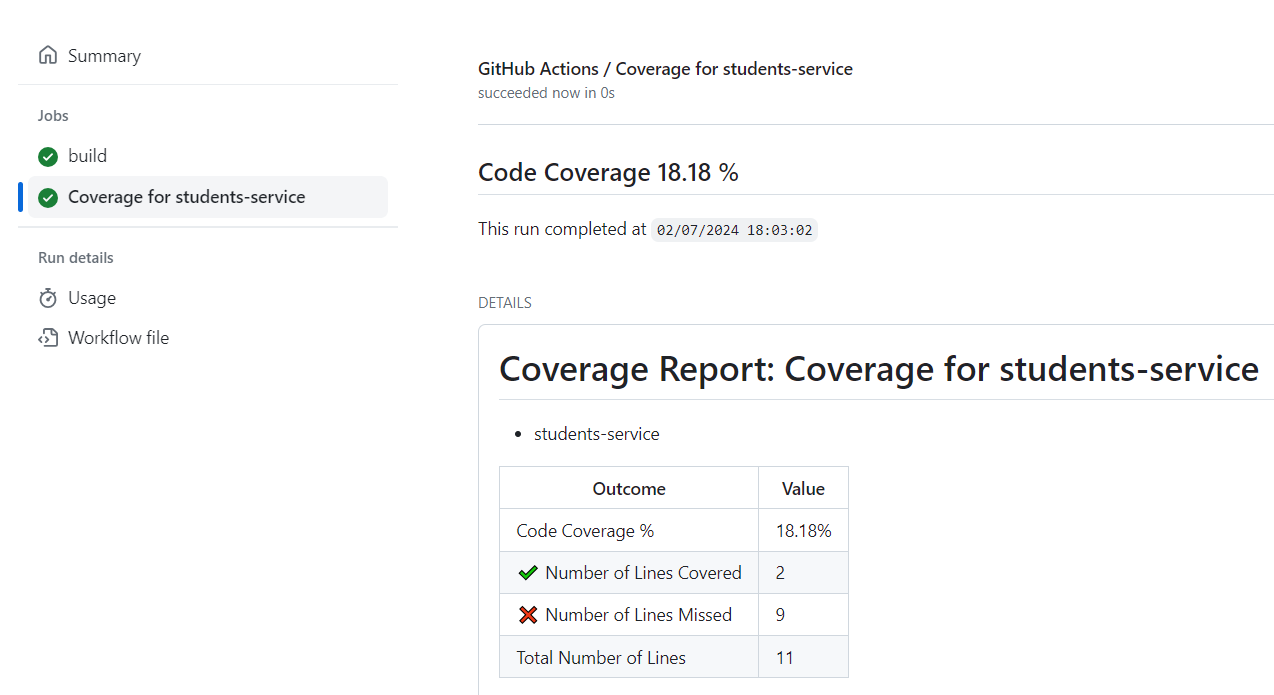 Summary
Jobs
build
Coverage for students-service
Run details
Usage
Workflow file
GitHub Actions / Coverage for students-service
succeeded now in 0s
Code Coverage 18.18 %
This run completed at 02/07/2024 18:03:02
DETAILS
Coverage Report: Coverage for students-service
students-service
Outcome Value
Code Coverage % 18.18%
Number of Lines Covered 2
Number of Lines Missed 9
Total Number of Lines 11